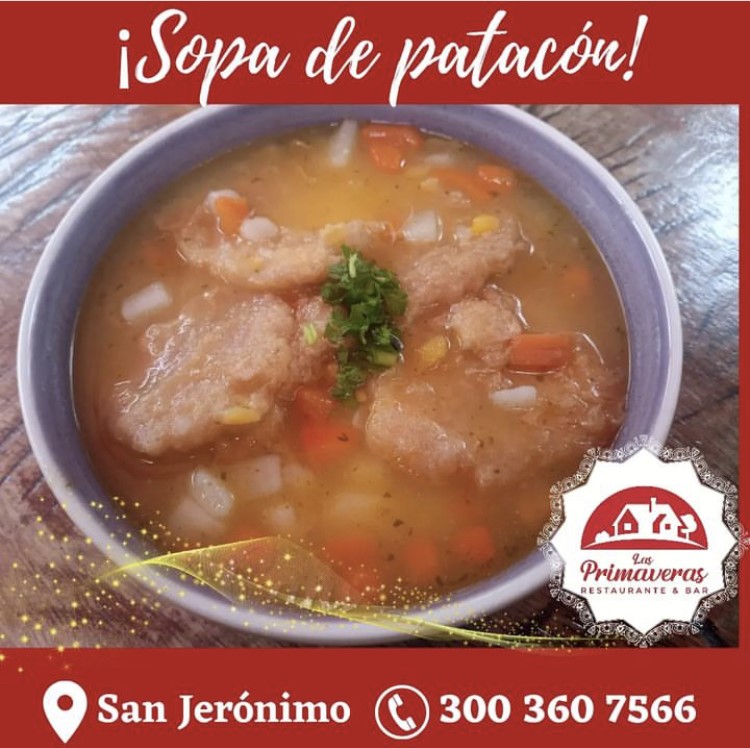 ¡Sopa de patacón!
Las
Primaveras
RESTAURANTE & BAR
San Jerónimo
300 360 7566